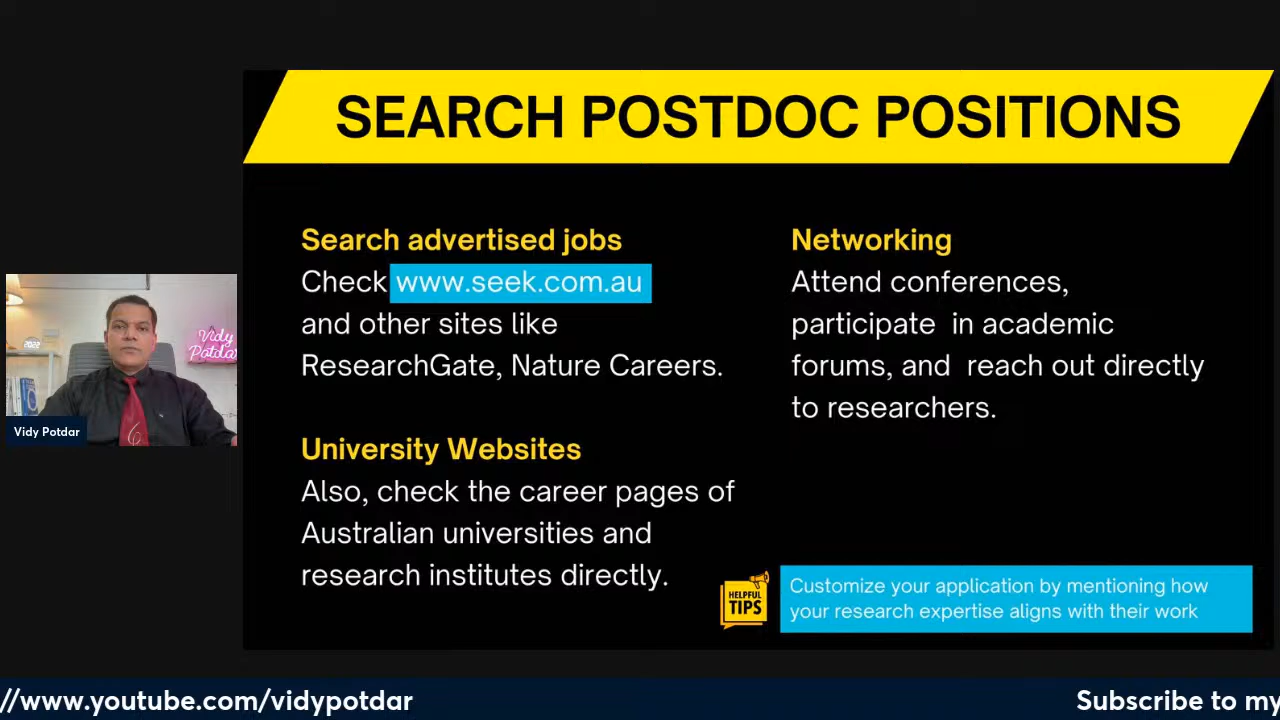 SEARCH POSTDOC POSITIONS
Search advertised jobs
Check www.seek.com.au
and other sites like
ResearchGate, Nature Careers.
University Websites
Also, check the career pages of
Australian universities and
research institutes directly.
Networking
Attend conferences,
participate in academic
forums, and reach out directly
to researchers.
HELPFUL
TIPS
Customize your application by mentioning how
your research expertise aligns with their work
2022
Vidy
Potdar
Vidy Potdar
//www.youtube.com/vidypotdar
Subscribe to my